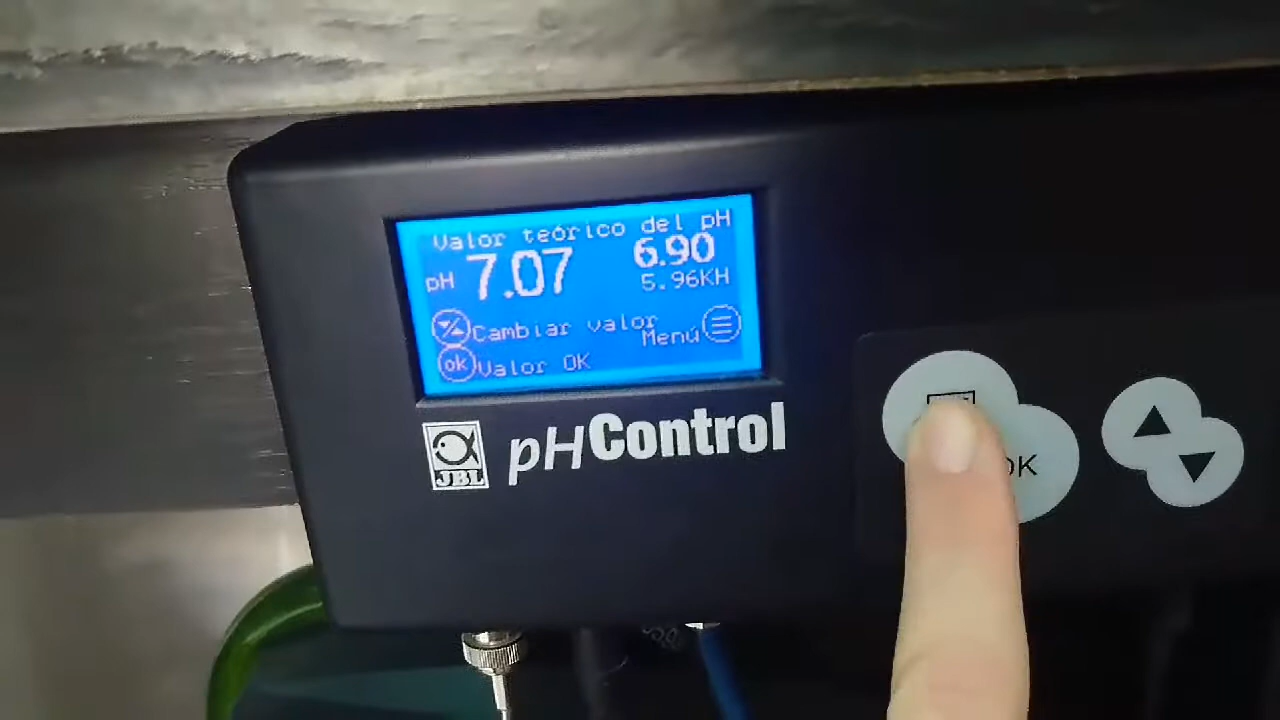 Valor teórico del pH
pH 7.07 6.90
5.96KH
Cambiar valor
Menú
OK Valor OK
JBL pHControl
OK